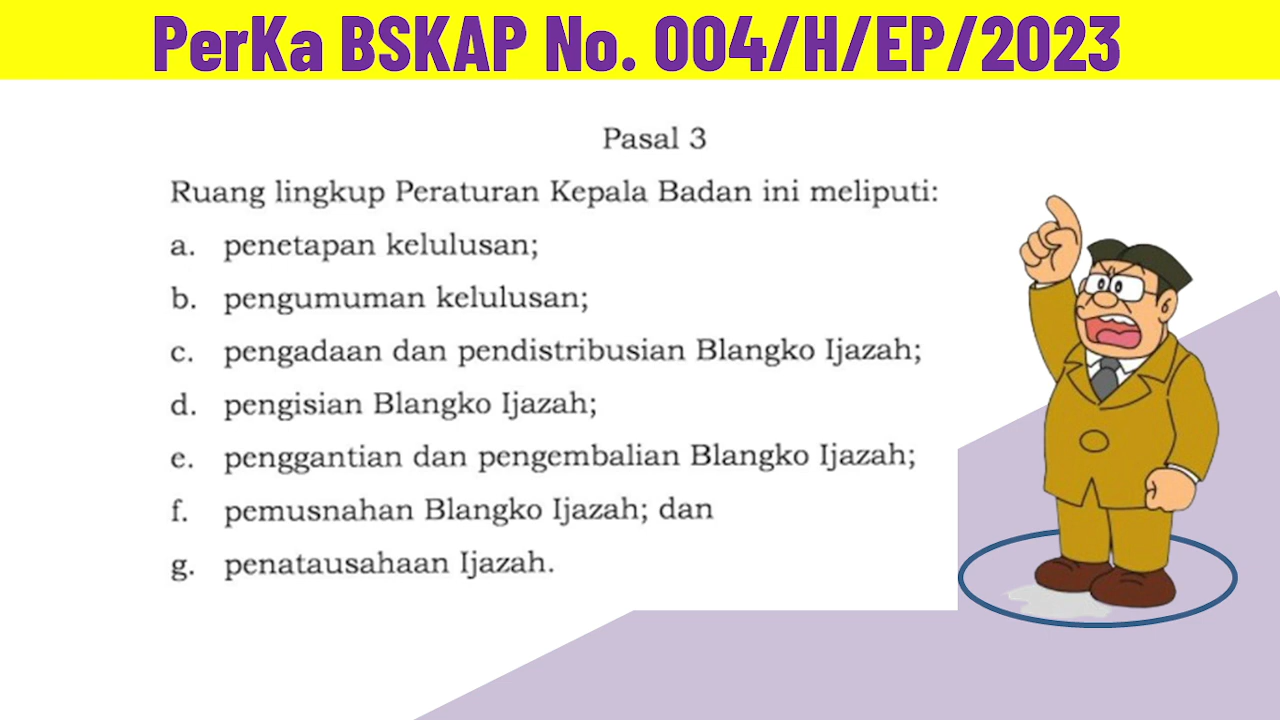 PerKa BSKAP No. 004/H/EP/2023
Pasal 3
Ruang lingkup Peraturan Kepala Badan ini meliputi:
a. penetapan kelulusan;
b. pengumuman kelulusan;
c. pengadaan dan pendistribusian Blangko Ijazah;
d. pengisian Blangko Ijazah;
e. penggantian dan pengembalian Blangko Ijazah;
f. pemusnahan Blangko Ijazah; dan
g. penatausahaan Ijazah.